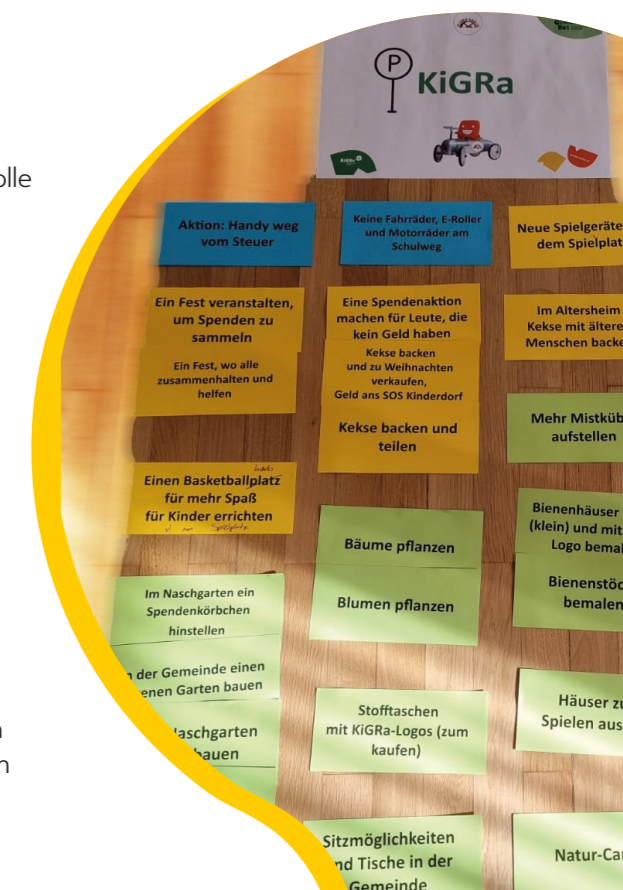 olle
P
KiGRa
KiGRa
Aktion: Handy weg
vom Steuer
Keine Fahrräder, E-Roller
und Motorräder am
Schulweg
Neue Spielgeräte
dem Spielplat
Ein Fest veranstalten,
um Spenden zu
sammeln
Eine Spendenaktion
machen für Leute, die
kein Geld haben
Im Altersheim
Kekse mit ältere
Menschen backe
Ein Fest, wo alle
zusammenhalten und
helfen
Kekse backen
und zu Weihnachten
verkaufen,
Geld ans SOS Kinderdorf
Kekse backen und
teilen
Mehr Mistküb
aufstellen
Einen Basketballplatz
für mehr Spaß
für Kinder errichten
Spielplatz
Bäume pflanzen
Bienenhäuser
(klein) und mit
Logo bemal
Blumen pflanzen
Bienenstöc
bemalen
Im Naschgarten ein
Spendenkörbchen
hinstellen
der Gemeinde einen
enen Garten bauen
Naschgarten
bauen
Stofftaschen
mit KiGRa-Logos (zum
kaufen)
Häuser zu
Spielen aus
Sitzmöglichkeiten
nd Tische in der
Gemeinde
Natur-Ca
n
n